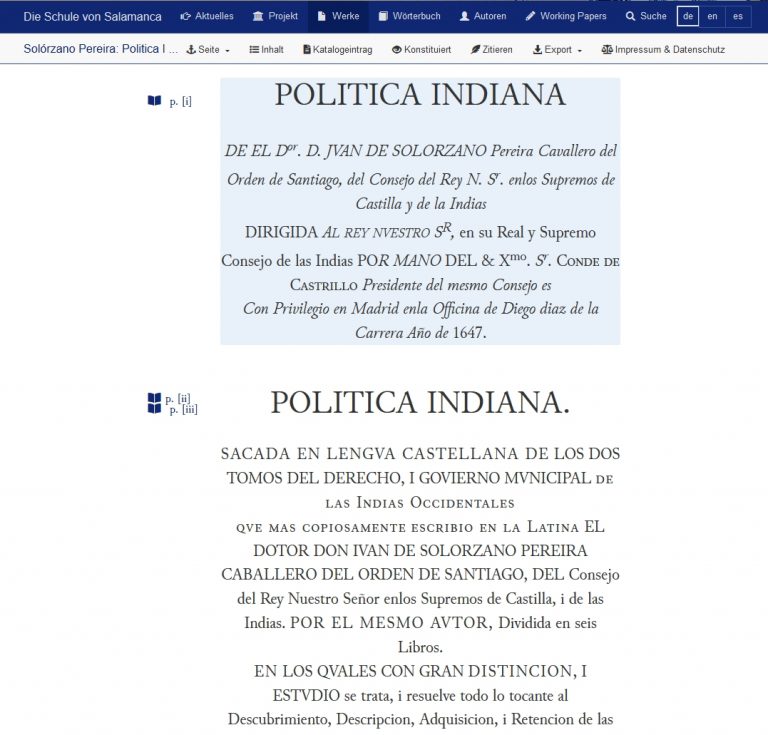 Die Schule von Salamanca Aktuelles Projekt Werke Wörterbuch Autoren Working Papers Suche de en es
Solórzano Pereira: Politica I ... Seite Inhalt Katalogeintrag Konstituiert Zitieren Export Impressum & Datenschutz
p. [i]
POLITICA INDIANA
DE EL Dor. D. JVAN DE SOLORZANO Pereira Cavallero del
Orden de Santiago, del Consejo del Rey N. Sr. enlos Supremos de
Castilla y de la Indias
DIRIGIDA AL REY NVESTRO SR, en su Real y Supremo
Consejo de las Indias POR MANO DEL & Xmo. Sr. CONDE DE
CASTRILLO Presidente del mesmo Consejo es
Con Privilegio en Madrid enla Officina de Diego diaz de la
Carrera Año de 1647.
p. [ii]
p. [iii]
POLITICA INDIANA.
SACADA EN LENGVA CASTELLANA DE LOS DOS
TOMOS DEL DERECHO, I GOVIERNO MVNICIPAL DE
LAS INDIAS OCCIDENTALES
QVE MAS COPIOSAMENTE ESCRIBIO EN LA LATINA EL
DOTOR DON IVAN DE SOLORZANO PEREIRA
CABALLERO DEL ORDEN DE SANTIAGO, DEL Consejo
del Rey Nuestro Señor enlos Supremos de Castilla, i de las
Indias. POR EL MESMO AVTOR, Dividida en seis
Libros.
EN LOS QVALES CON GRAN DISTINCION, I
ESTVDIO se trata, i resuelve todo lo tocante al
Descubrimiento, Descripcion, Adquisicion, i Retencion de las